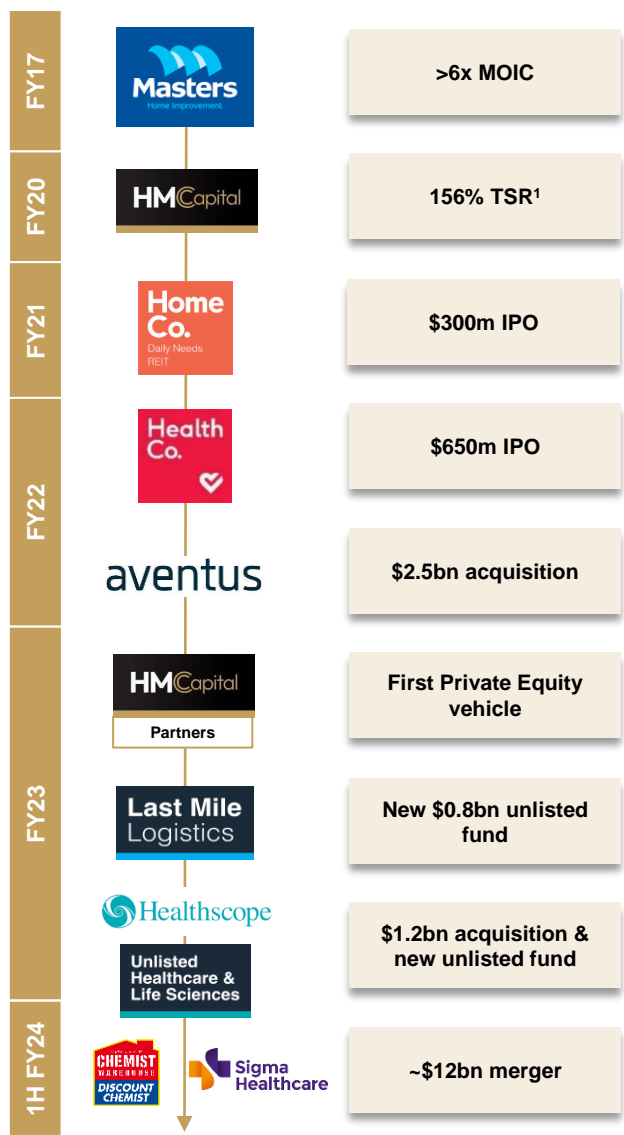 FY17
Masters
Home Improvement
>6x MOIC
FY20
HMCapital
156% TSR¹
FY21
Home
Co.
Daily Needs
REIT
$300m IPO
FY22
Health
Co.
$650m IPO
aventus
$2.5bn acquisition
FY23
HMCapital
Partners
First Private Equity
vehicle
Last Mile
Logistics
New $0.8bn unlisted
fund
Healthscope
Unlisted
Healthcare &
Life Sciences
$1.2bn acquisition &
new unlisted fund
1H FY24
CHEMIST
WAREHOUSE
DISCOUNT
CHEMIST
Sigma
Healthcare
~$12bn merger